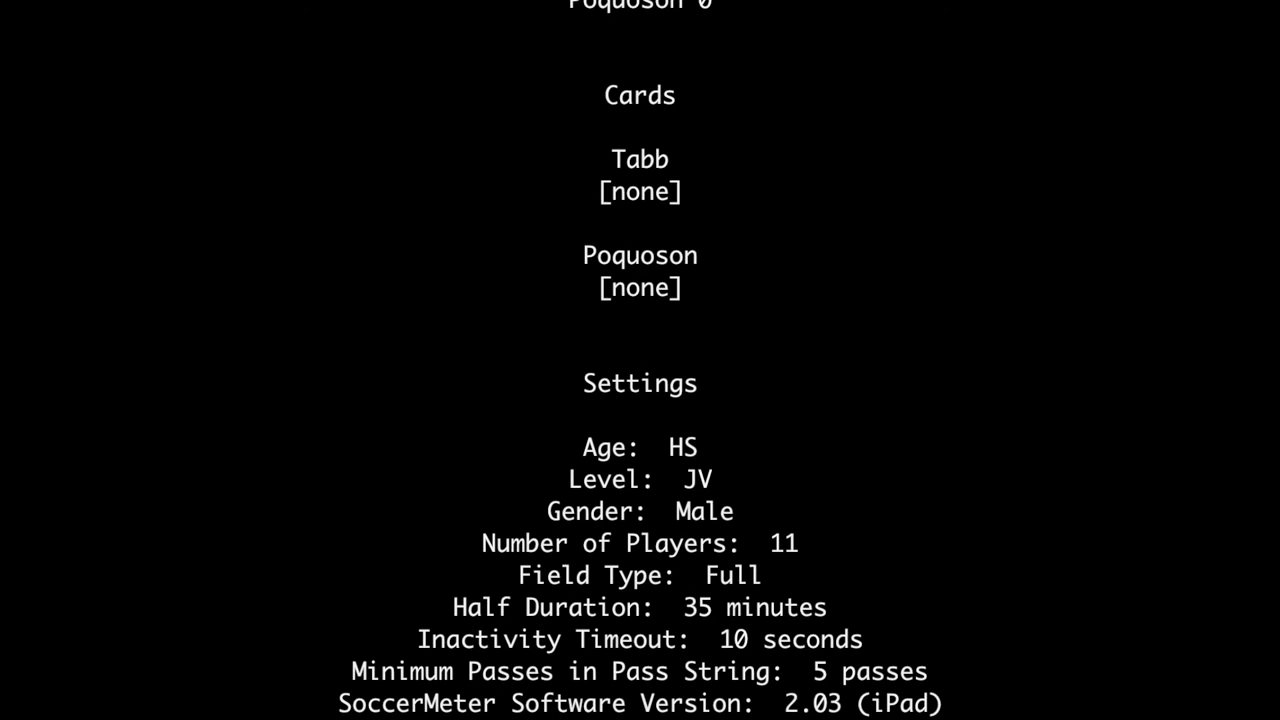 Poquoson 0
Cards
Tabb
[none]
Poquoson
[none]
Settings
Age:  HS
Level:  JV
Gender:  Male
Number of Players:  11
Field Type:  Full
Half Duration:  35 minutes
Inactivity Timeout:  10 seconds
Minimum Passes in Pass String:  5 passes
SoccerMeter Software Version:  2.03 (iPad)